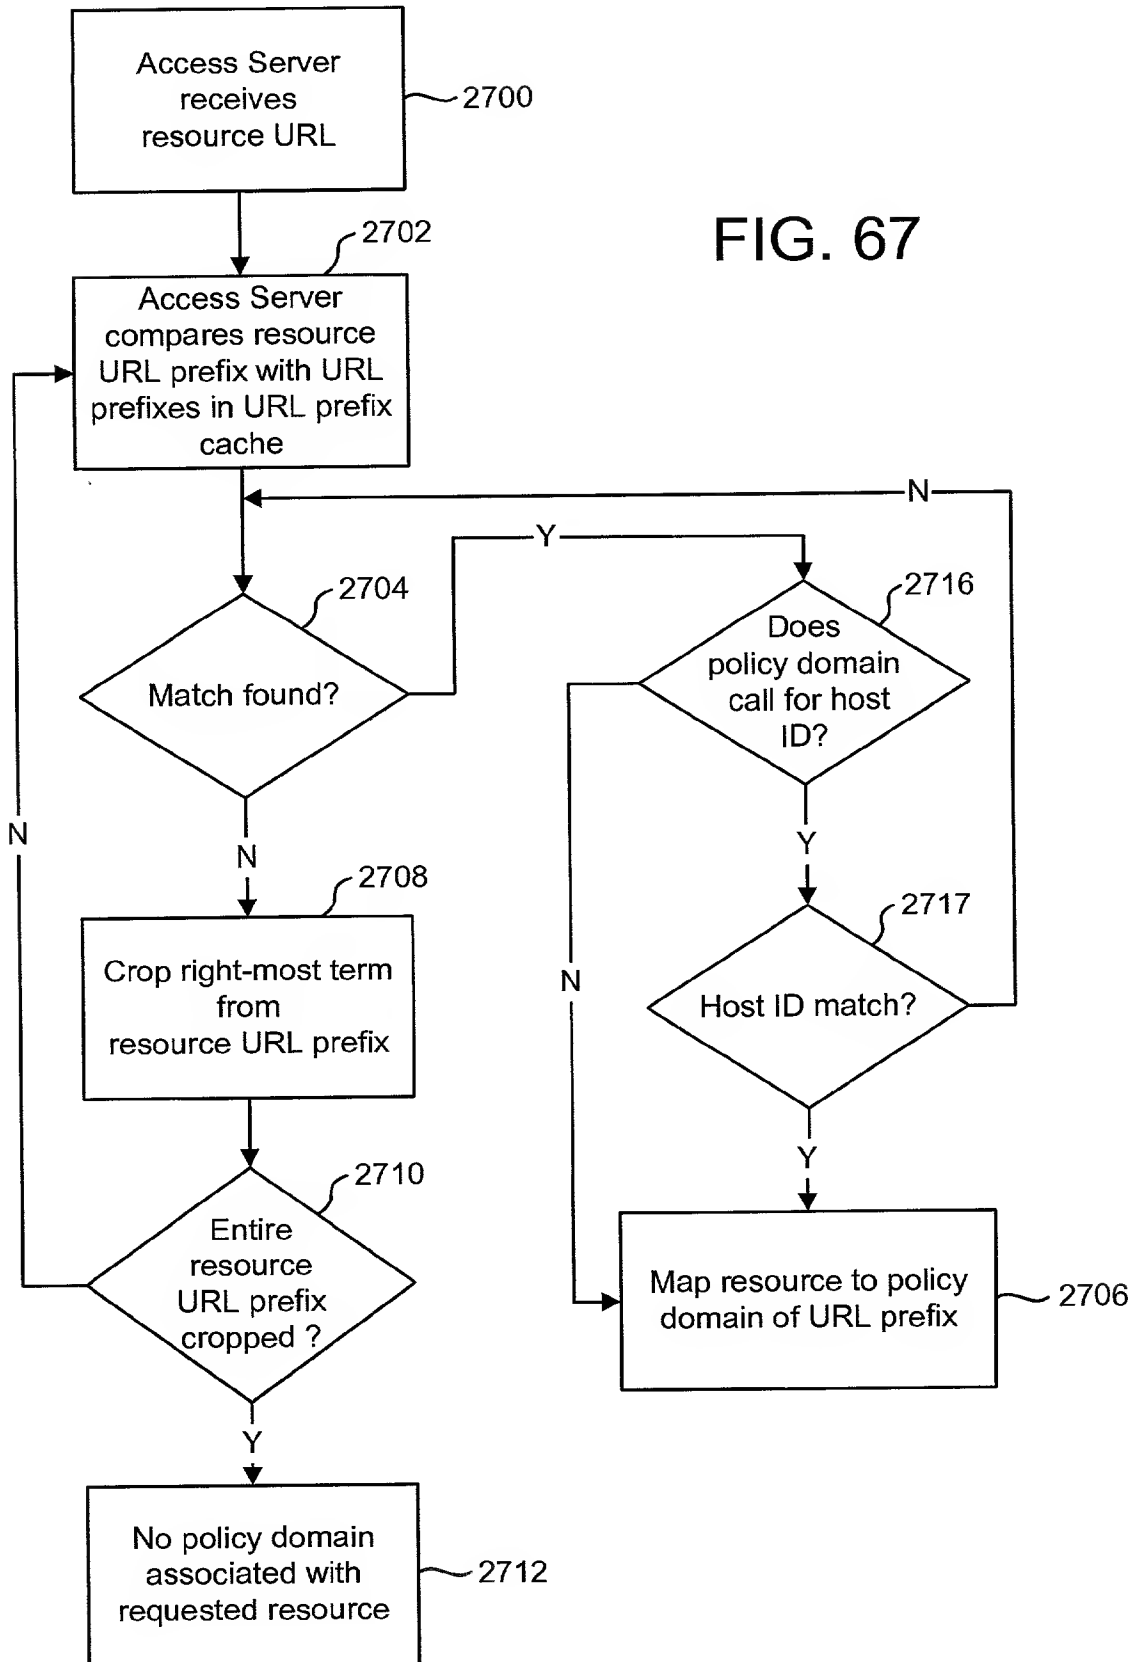 Access Server
receives
resource URL
2700
FIG. 67
2702
Access Server
compares resource
URL prefix with URL
prefixes in URL prefix
cache
N
Y
2704
Match found?
2716
Does
policy domain
call for host
ID?
N
N
Y
2708
Crop right-most term
from
resource URL prefix
2717
Host ID match?
N
Y
2710
Entire
resource
URL prefix
cropped ?
Map resource to policy
domain of URL prefix
2706
Y
No policy domain
associated with
requested resource
2712